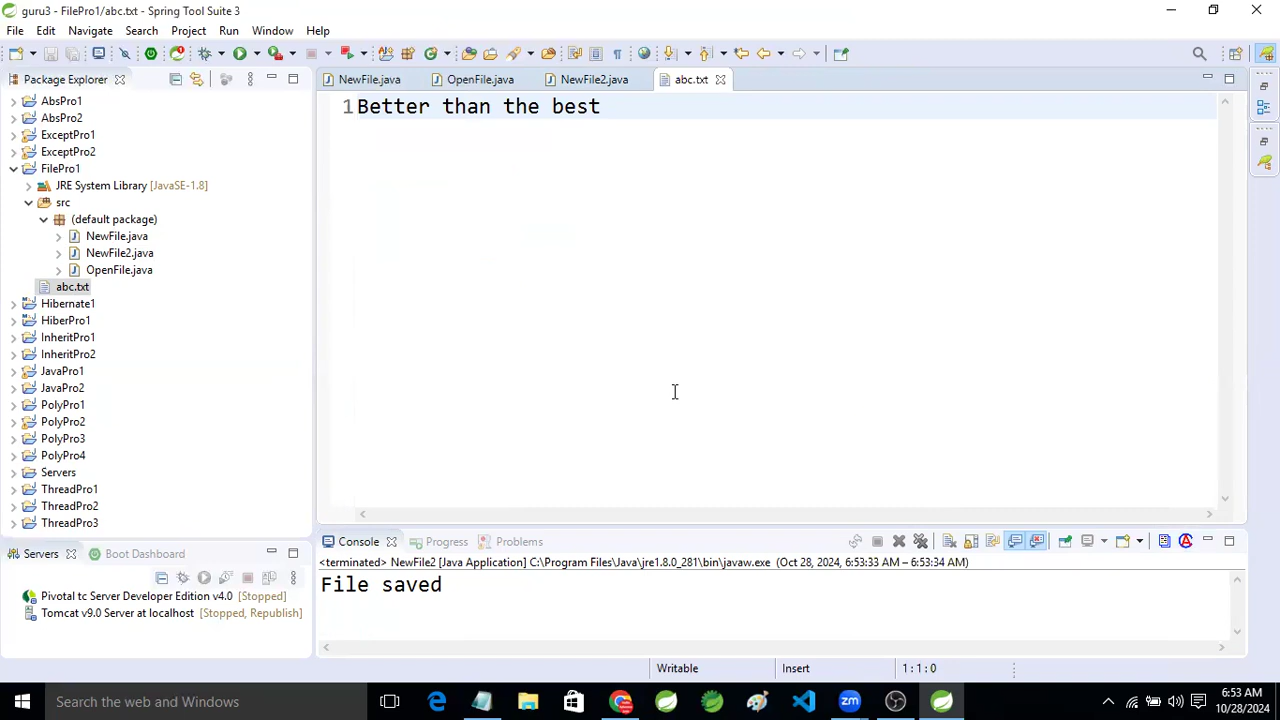 guru3 - FilePro1/abc.txt - Spring Tool Suite 3
File Edit Navigate Search Project Run Window Help
Package Explorer
NewFile.java OpenFile.java NewFile2.java abc.txt
AbsPro1
AbsPro2
ExceptPro1
ExceptPro2
FilePro1
JRE System Library [JavaSE-1.8]
src
(default package)
NewFile.java
NewFile2.java
OpenFile.java
abc.txt
Hibernate1
HiberPro1
InheritPro1
InheritPro2
JavaPro1
JavaPro2
PolyPro1
PolyPro2
PolyPro3
PolyPro4
Servers
ThreadPro1
ThreadPro2
ThreadPro3
1 Better than the best
Servers Boot Dashboard
Pivotal tc Server Developer Edition v4.0 [Stopped]
Tomcat v9.0 Server at localhost [Stopped, Republish]
Console Progress Problems
<terminated> NewFile2 [Java Application] C:\Program Files\Java\jre1.8.0_281\bin\javaw.exe (Oct 28, 2024, 6:53:33 AM – 6:53:34 AM)
File saved
Writable Insert 1 : 1 : 0
Search the web and Windows
6:53 AM
10/28/2024